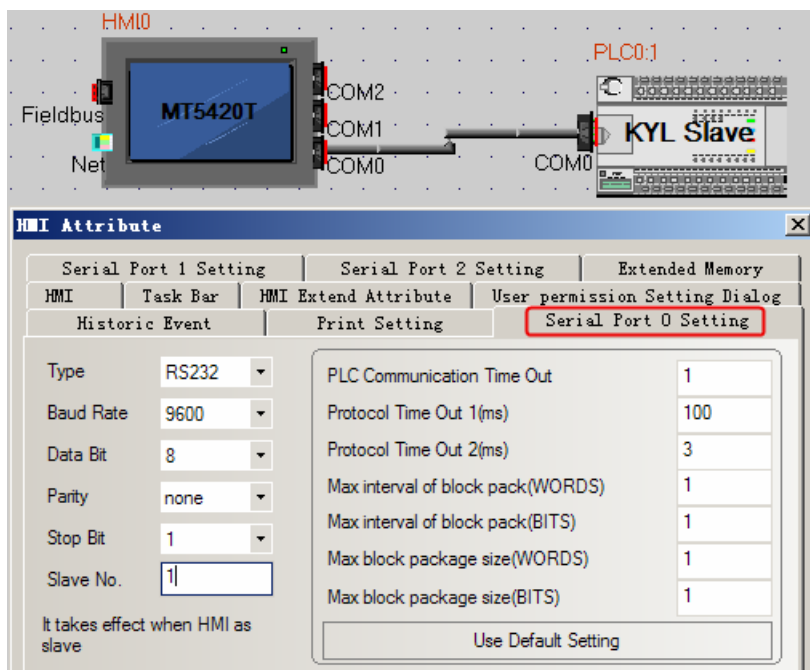 HMI0
PLC0:1
COM2
Fieldbus
MT5420T
COM1
KYL Slave
Net
COM0
COM0
HMI Attribute
Serial Port 1 Setting
Serial Port 2 Setting
Extended Memory
HMI
Task Bar
HMI Extend Attribute
User permission Setting Dialog
Historic Event
Print Setting
Serial Port 0 Setting
Type
RS232
Baud Rate
9600
Data Bit
8
Parity
none
Stop Bit
1
Slave No.
1
It takes effect when HMI as
slave
PLC Communication Time Out
1
Protocol Time Out 1(ms)
100
Protocol Time Out 2(ms)
3
Max interval of block pack(WORDS)
1
Max interval of block pack(BITS)
1
Max block package size(WORDS)
1
Max block package size(BITS)
1
Use Default Setting